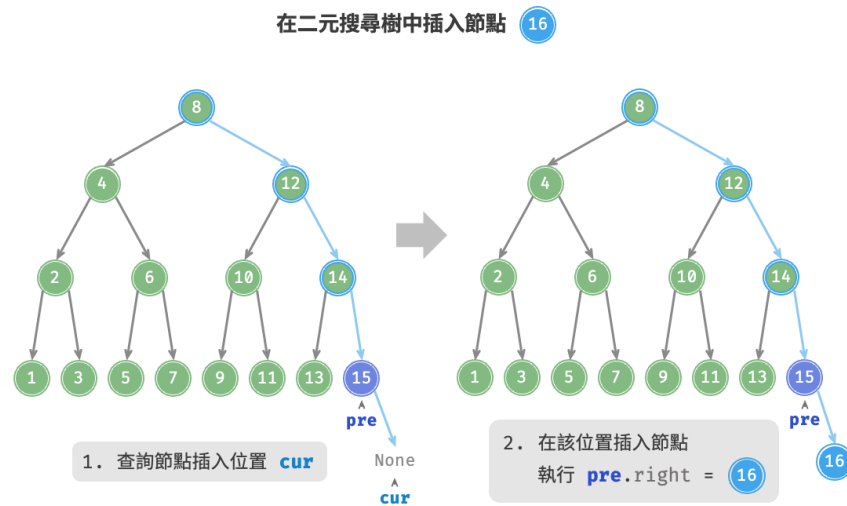 在二元搜尋樹中插入節點 16
8
4 12
2 6 10 14
1 3 5 7 9 11 13 15
pre
None
cur
1. 查詢節點插入位置 cur
8
4 12
2 6 10 14
1 3 5 7 9 11 13 15
pre
16
2. 在該位置插入節點
執行 pre.right = 16